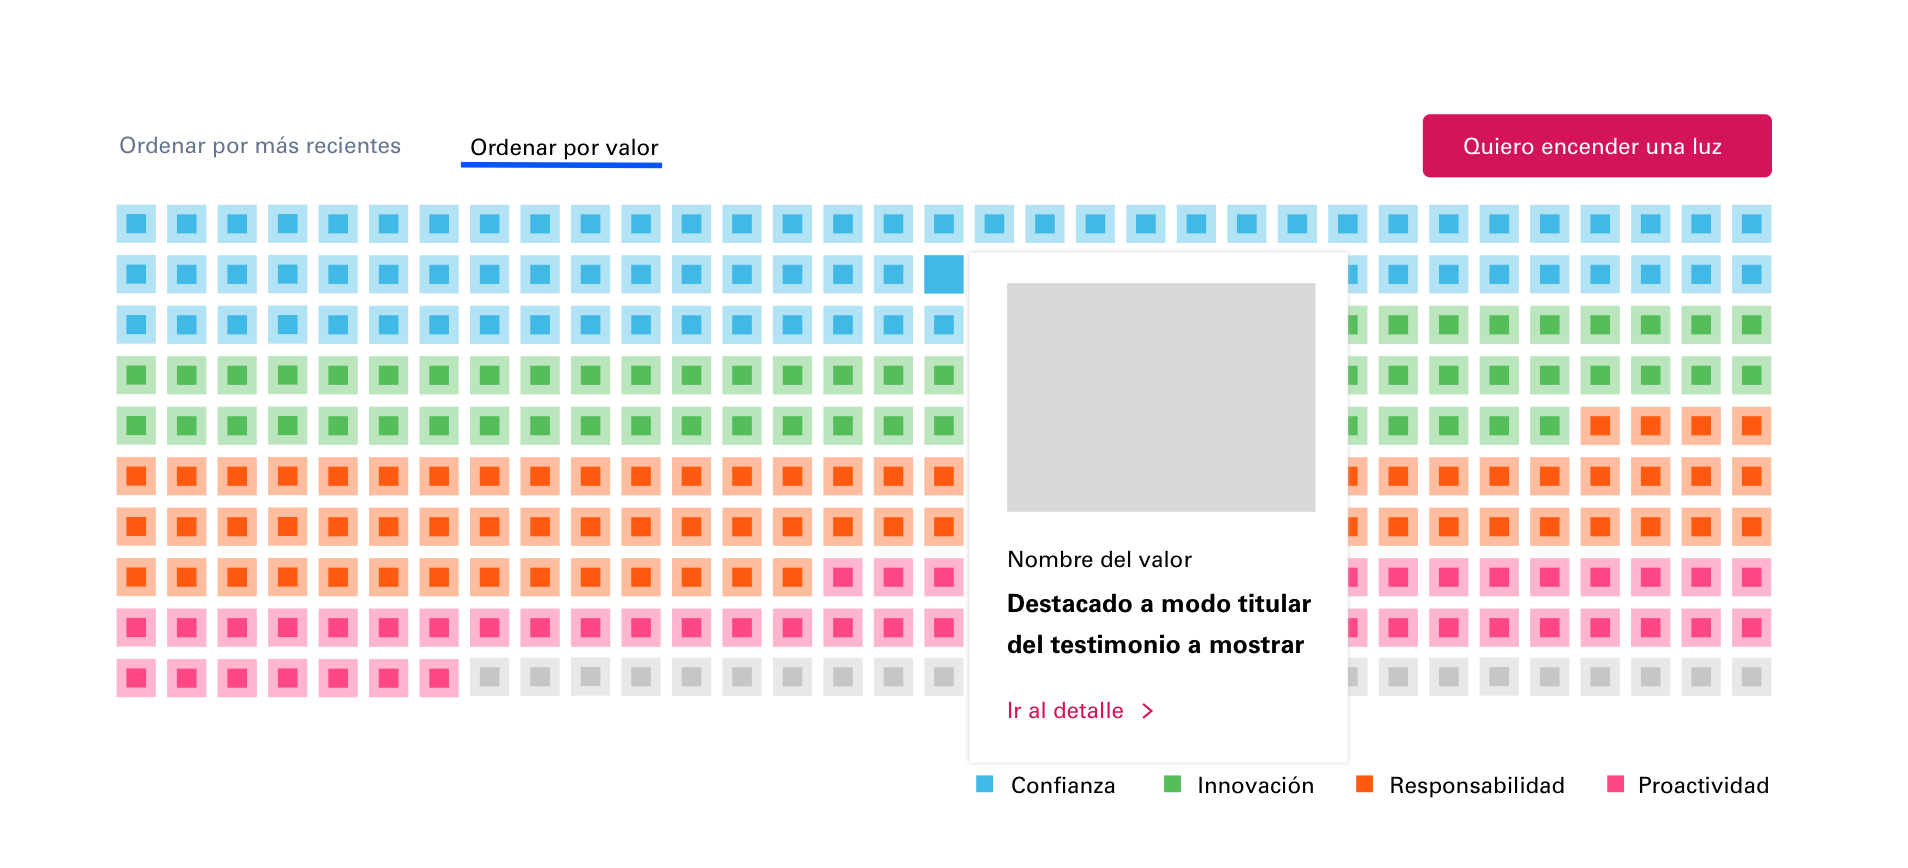 Ordenar por más recientes
Ordenar por valor
Quiero encender una luz
Nombre del valor
Destacado a modo titular
del testimonio a mostrar
Ir al detalle
Confianza
Innovación
Responsabilidad
Proactividad